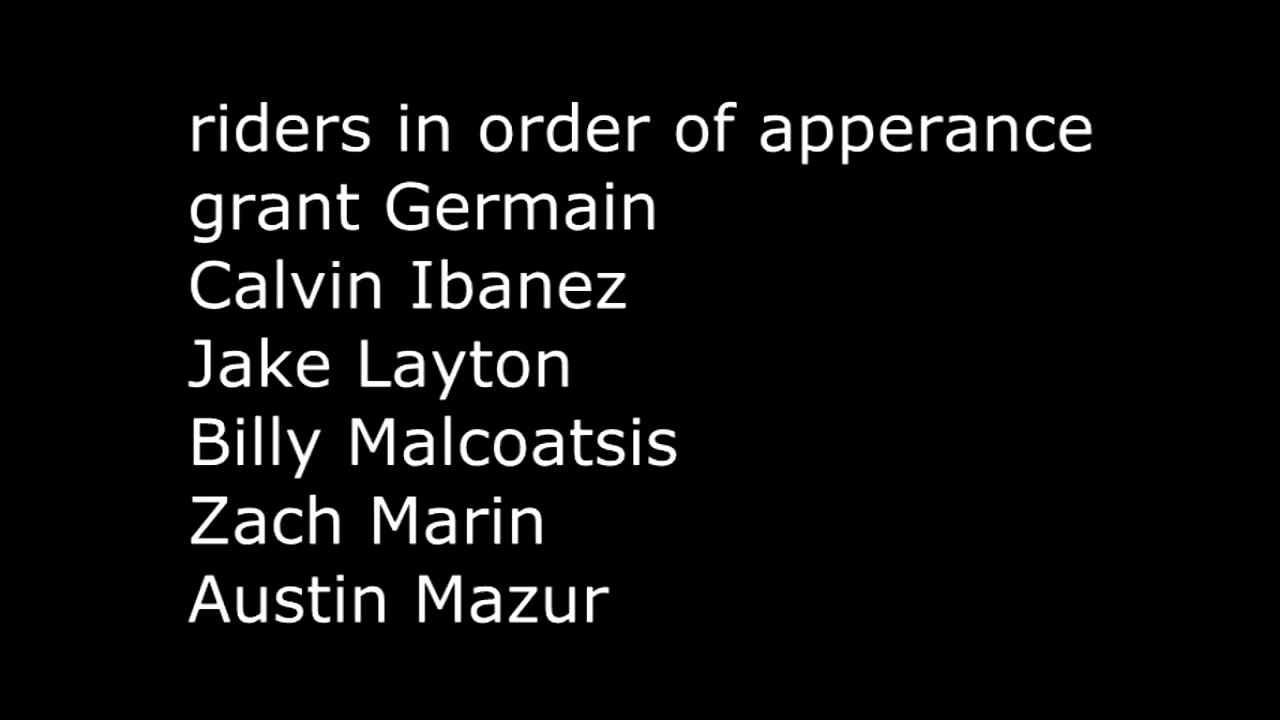 riders in order of apperance
grant Germain
Calvin Ibanez
Jake Layton
Billy Malcoatsis
Zach Marin
Austin Mazur